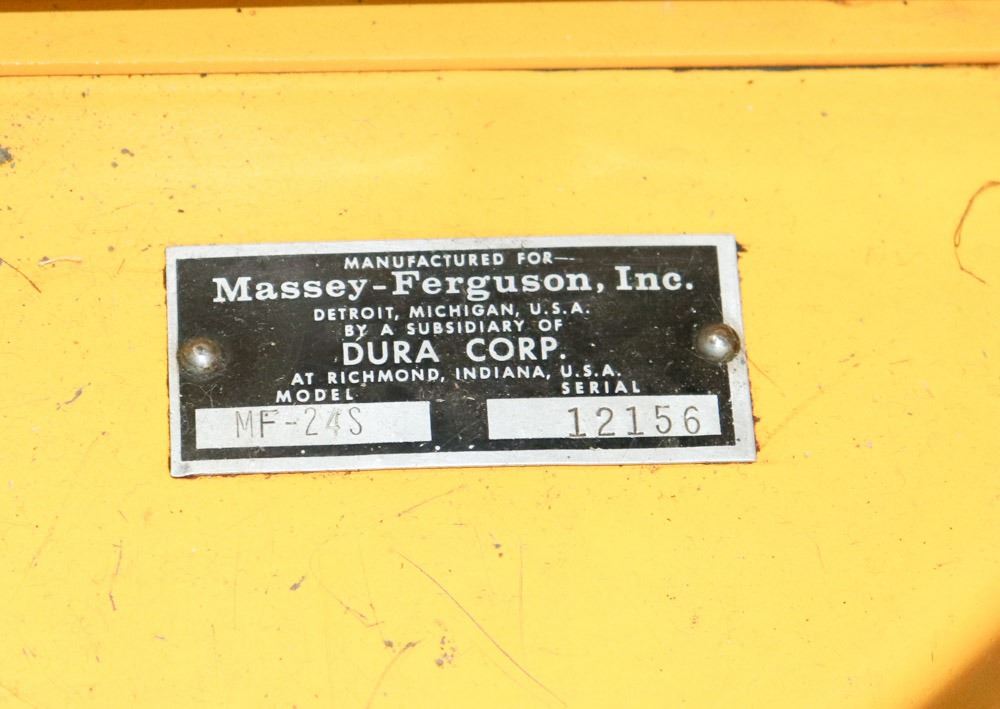 MANUFACTURED FOR—
Massey-Ferguson, Inc.
DETROIT, MICHIGAN, U.S.A.
BY A SUBSIDIARY OF
DURA CORP.
AT RICHMOND, INDIANA, U.S.A.
MODEL SERIAL
MF-24S 12156